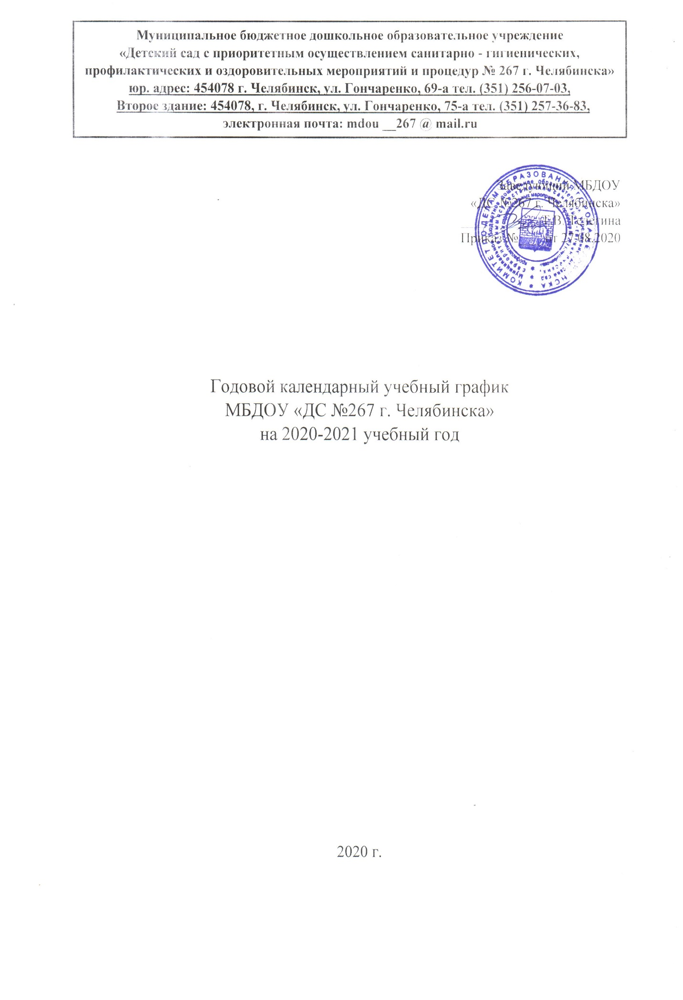 Муниципальное бюджетное дошкольное образовательное учреждение
«Детский сад с приоритетным осуществлением санитарно - гигиенических,
профилактических и оздоровительных мероприятий и процедур № 267 г. Челябинска»
юр. адрес: 454078 г. Челябинск, ул. Гончаренко, 69-а тел. (351) 256-07-03,
Второе здание: 454078, г. Челябинск, ул. Гончаренко, 75-а тел. (351) 257-36-83,
электронная почта: mdou __267 @ mail.ru
Заведующий МБДОУ
«ДС №267 г. Челябинска»
Приказ № от 27.08.2020
Годовой календарный учебный график
МБДОУ «ДС №267 г. Челябинска»
на 2020-2021 учебный год
2020 г.